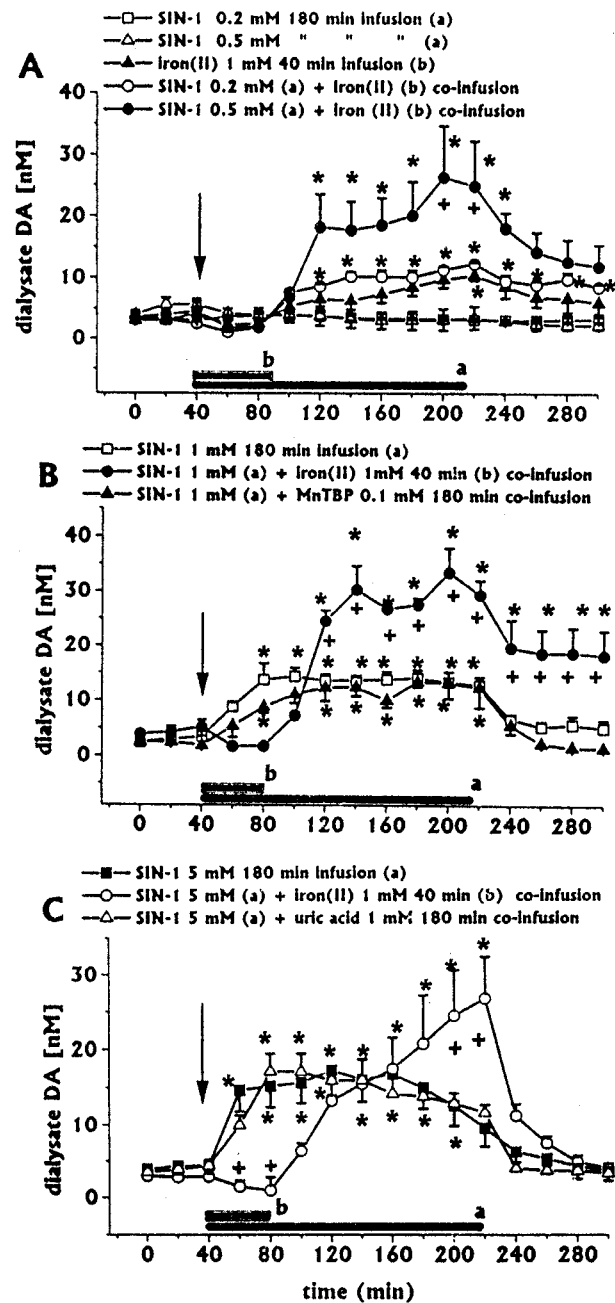 SIN-1 0.2 mM 180 min infusion (a)
SIN-1 0.5 mM " " " (a)
iron(II) 1 mM 40 min infusion (b)
SIN-1 0.2 mM (a) + Iron(II) (b) co-infusion
SIN-1 0.5 mM (a) + Iron (II) (b) co-infusion
A
40
30
20
10
0
dialysate DA [nM]
* * * * * *
+ + *
* * * * * * * * *
*
b
a
0 40 80 120 160 200 240 280
SIN-1 1 mM 180 min infusion (a)
SIN-1 1 mM (a) + iron(II) 1mM 40 min (b) co-infusion
SIN-1 1 mM (a) + MnTBP 0.1 mM 180 min co-infusion
B
40
30
20
10
0
dialysate DA [nM]
* * * * * * * * * *
+ + + + + + + + + +
* * * * * * * *
* * * * * * *
b
a
0 40 80 120 160 200 240 280
SIN-1 5 mM 180 min infusion (a)
SIN-1 5 mM (a) + iron(II) 1 mM 40 min (b) co-infusion
SIN-1 5 mM (a) + uric acid 1 mM 180 min co-infusion
C
30
20
10
0
dialysate DA [nM]
* * * * * * * * *
+ +
* * * * * * *
+ +
b
a
0 40 80 120 160 200 240 280
time (min)